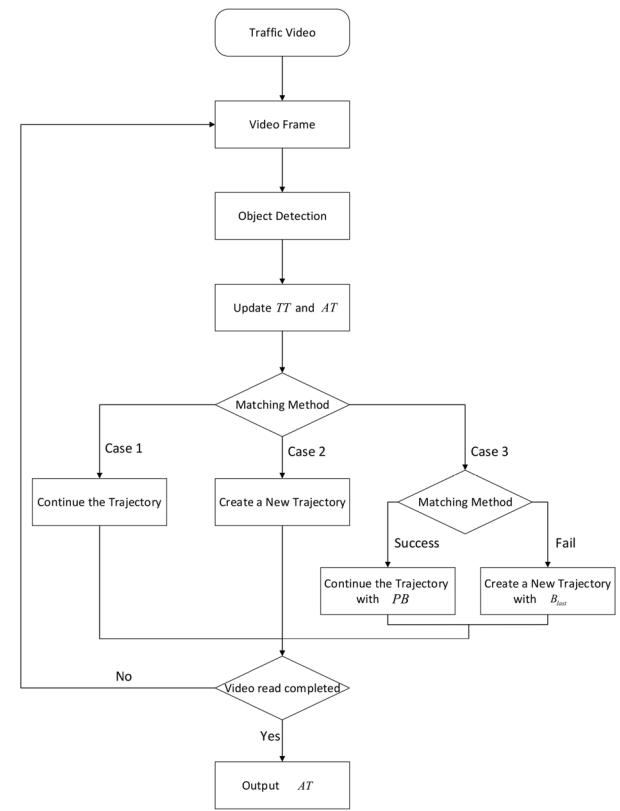 Traffic Video
Video Frame
Object Detection
Update TT and AT
Matching Method
Case 1
Case 2
Case 3
Continue the Trajectory
Create a New Trajectory
Matching Method
Success
Fail
Continue the Trajectory
with PB
Create a New Trajectory
with B_last
No
Video read completed
Yes
Output AT